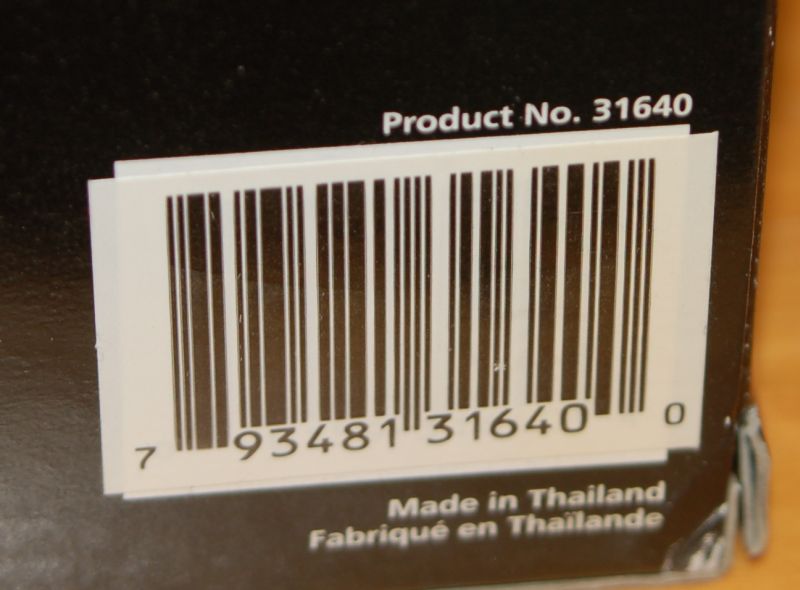 Product No. 31640
7 93481 31640 0
Made in Thailand
Fabriqué en Thaïlande